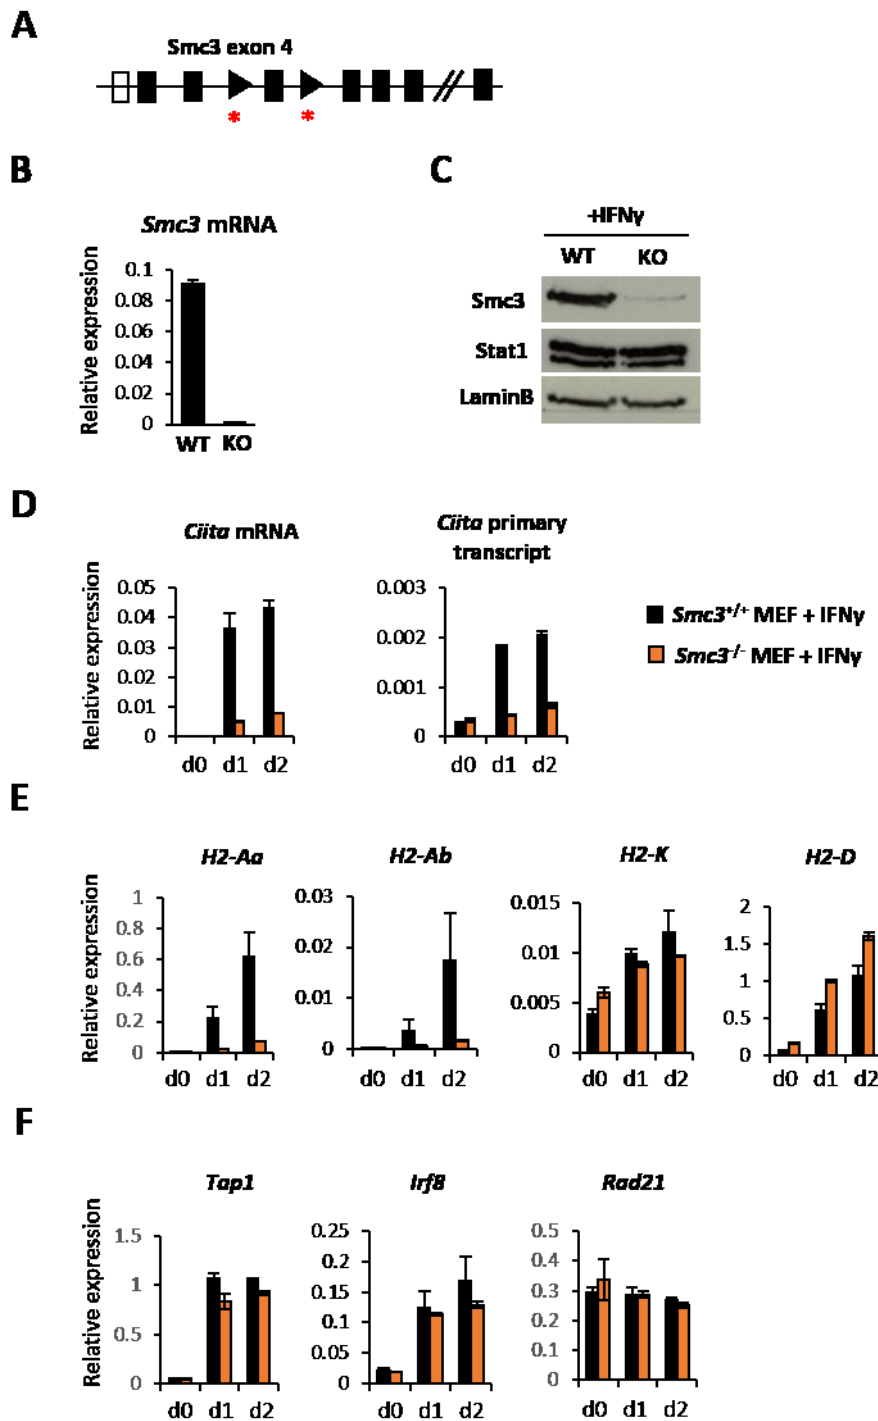 A
Smc3 exon 4
* *
B
Smc3 mRNA
Relative expression
0.1
0.08
0.06
0.04
0.02
0
WT KO
C
+IFNγ
WT KO
Smc3
Stat1
LaminB
D
Ciita mRNA
Relative expression
0.05
0.04
0.03
0.02
0.01
0
d0 d1 d2
Ciita primary
transcript
0.003
0.002
0.001
0
d0 d1 d2
Smc3+/+ MEF + IFNγ
Smc3-/- MEF + IFNγ
E
H2-Aa
Relative expression
1
0.8
0.6
0.4
0.2
0
d0 d1 d2
H2-Ab
0.03
0.02
0.01
0
d0 d1 d2
H2-K
0.015
0.01
0.005
0
d0 d1 d2
H2-D
2
1.5
1
0.5
0
d0 d1 d2
F
Tap1
Relative expression
1.5
1
0.5
0
d0 d1 d2
Irf8
0.25
0.2
0.15
0.1
0.05
0
d0 d1 d2
Rad21
0.5
0.4
0.3
0.2
0.1
0
d0 d1 d2